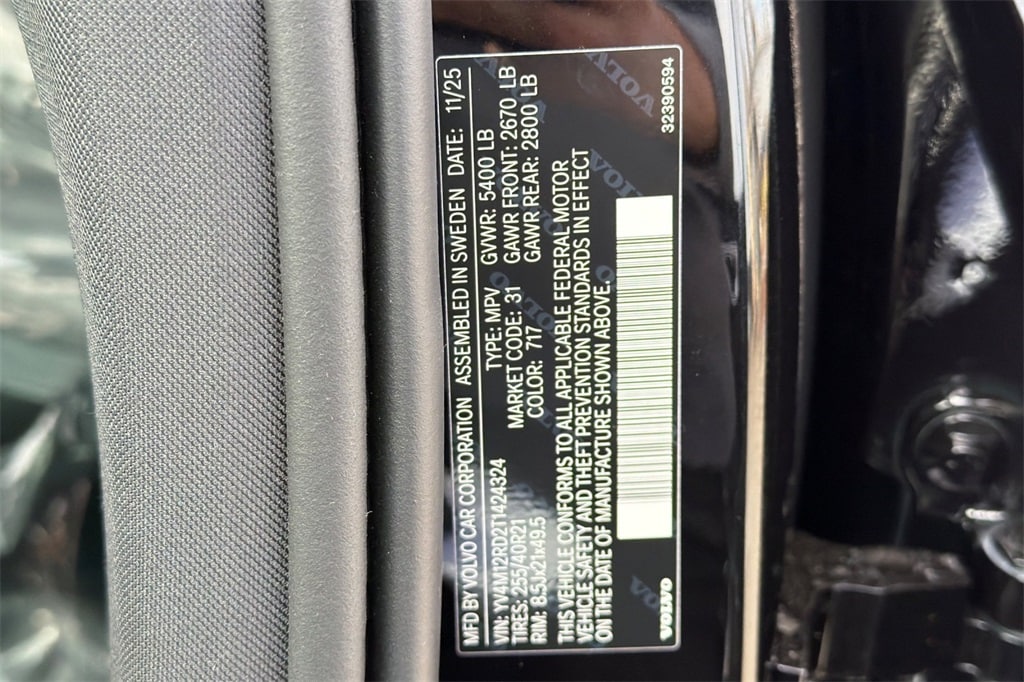 MFD BY VOLVO CAR CORPORATION ASSEMBLED IN SWEDEN DATE: 11/25
VIN: YV4M12RD2T1424324 TYPE: MPV GVWR: 5400 LB
TIRES: 255/40R21 MARKET CODE: 31 GAWR FRONT: 2670 LB
RIM: 8.5Jx21x49.5 COLOR: 717 GAWR REAR: 2800 LB
THIS VEHICLE CONFORMS TO ALL APPLICABLE FEDERAL MOTOR
VEHICLE SAFETY AND THEFT PREVENTION STANDARDS IN EFFECT
ON THE DATE OF MANUFACTURE SHOWN ABOVE.
VOLVO 32390594